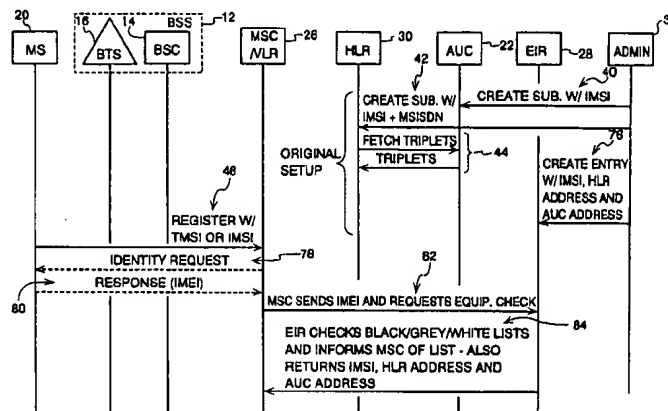 20
16
14
BSS
12
26
30
22
28
MS
BTS
BSC
MSC
/VLR
HLR
AUC
EIR
ADMIN
42
40
CREATE SUB. W/
IMSI + MSISDN
CREATE SUB. W/ IMSI
ORIGINAL
SETUP
FETCH TRIPLETS
TRIPLETS
44
76
CREATE ENTRY
W/ IMSI, HLR
ADDRESS AND
AUC ADDRESS
46
REGISTER W/
TMSI OR IMSI
IDENTITY REQUEST
78
80
RESPONSE (IMEI)
82
MSC SENDS IMEI AND REQUESTS EQUIP. CHECK
84
EIR CHECKS BLACK/GREY/WHITE LISTS
AND INFORMS MSC OF LIST - ALSO
RETURNS IMSI, HLR ADDRESS AND
AUC ADDRESS